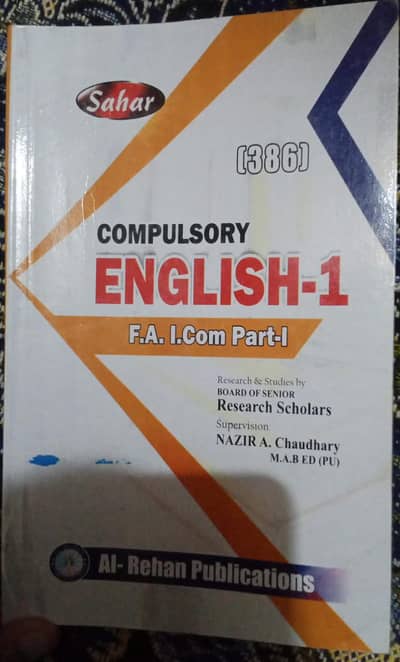 Sahar
(386)
COMPULSORY
ENGLISH-1
F.A. I.Com Part-I
Research & Studies by
BOARD OF SENIOR
Research Scholars
Supervision
NAZIR A. Chaudhary
M.A.B ED (PU)
Al- Rehan Publications